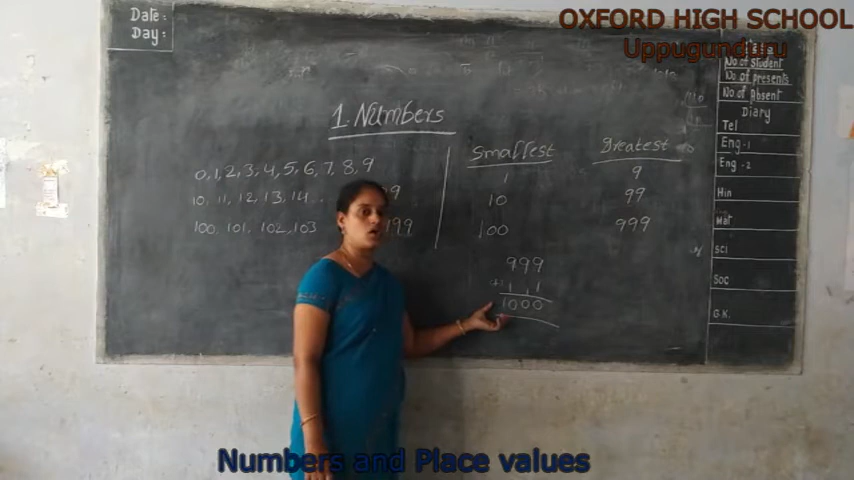 OXFORD HIGH SCHOOL
Uppugunduru
Date:
Day:
No of Student
No of presents
No of Absent
Diary
Tel
Eng-1
Eng-2
Hin
Mat
SCI
SOC
G.K.
1. Numbers
0, 1, 2, 3, 4, 5, 6, 7, 8, 9
10, 11, 12, 13, 14..
100, 101, 102, 103
199
Smallest greatest
1 9
10 99
100 999
999
1
1000
Numbers and Place values